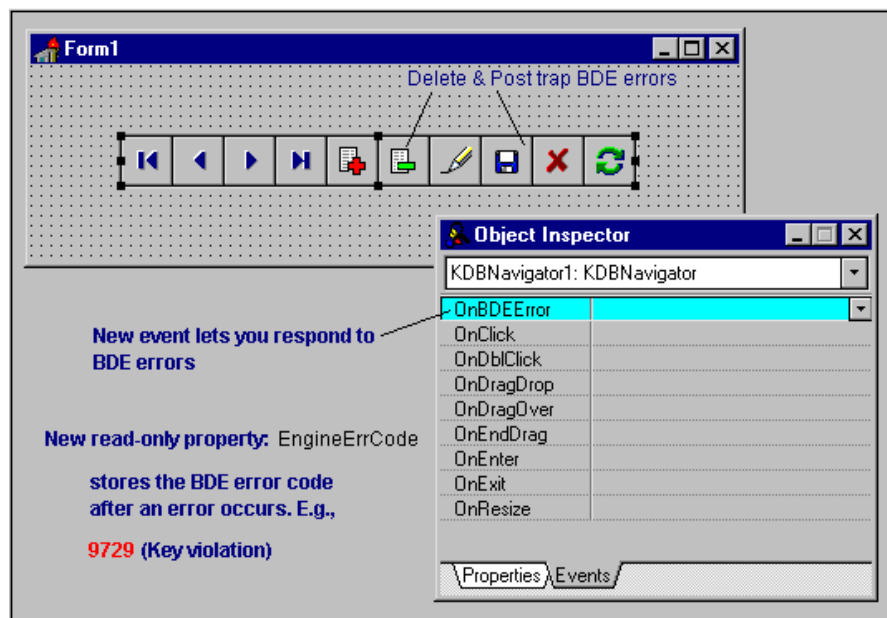 Form1
Delete & Post trap BDE errors
Object Inspector
KDBNavigator1: KDBNavigator
OnBDEError
OnClick
OnDblClick
OnDragDrop
OnDragOver
OnEndDrag
OnEnter
OnExit
OnResize
Properties Events
New event lets you respond to
BDE errors
New read-only property: EngineErrCode
stores the BDE error code
after an error occurs. E.g.,
9729 (Key violation)